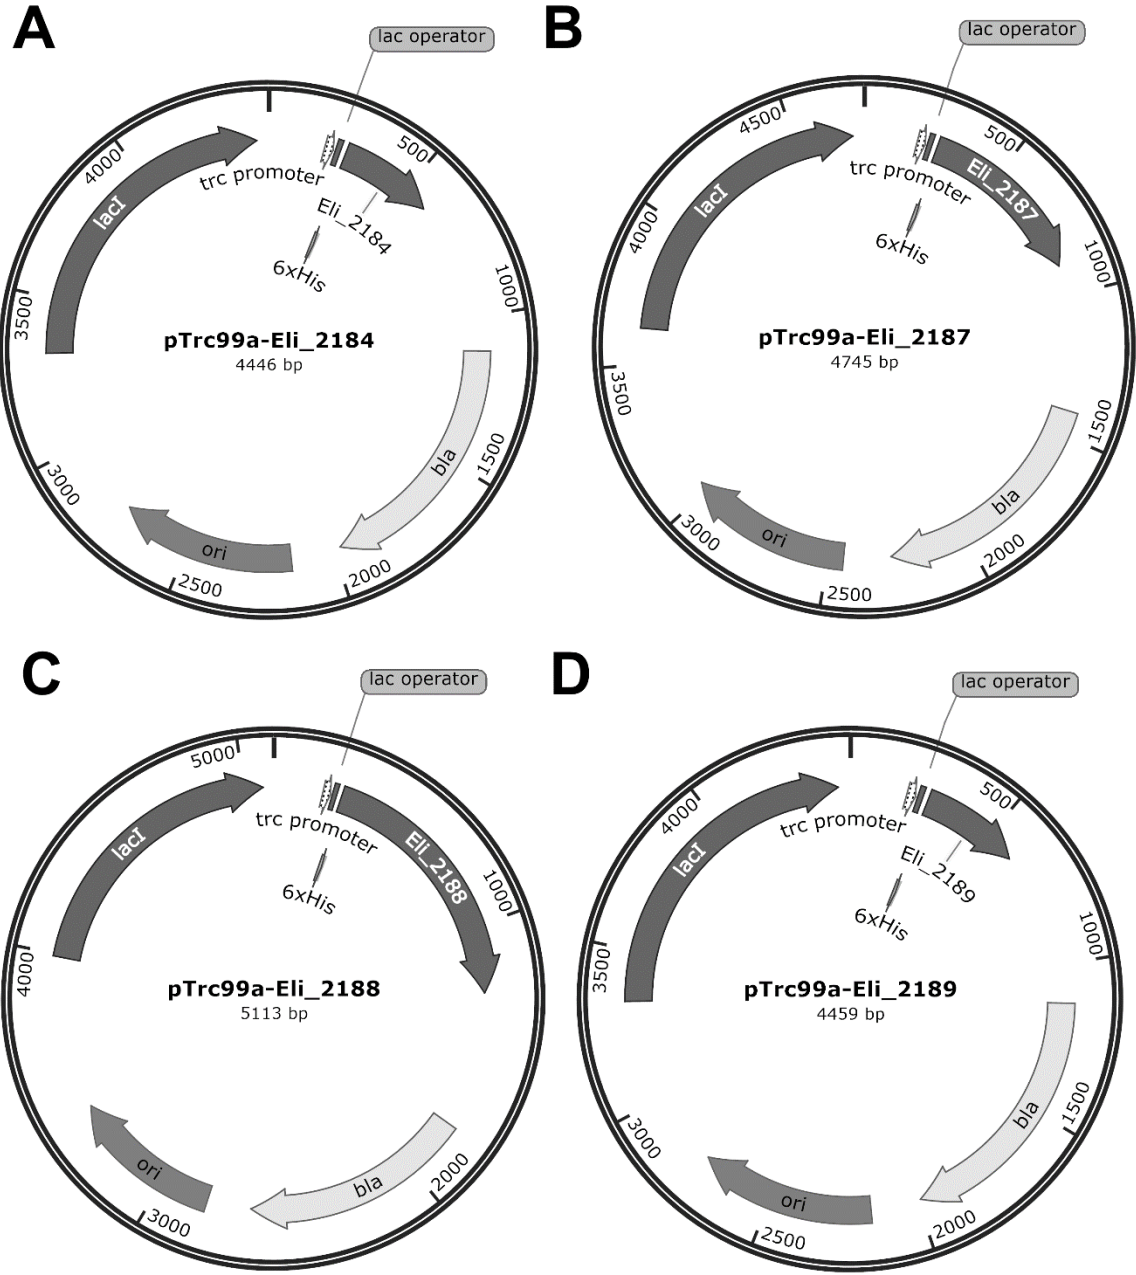 A
lac operator
500
1000
1500
2000
2500
3000
3500
4000
lacI
trc promoter
Eli_2184
6xHis
pTrc99a-Eli_2184
4446 bp
bla
ori
B
lac operator
500
1000
1500
2000
2500
3000
3500
4000
4500
lacI
trc promoter
Eli_2187
6xHis
pTrc99a-Eli_2187
4745 bp
bla
ori
C
lac operator
1000
2000
3000
4000
5000
lacI
trc promoter
Eli_2188
6xHis
pTrc99a-Eli_2188
5113 bp
bla
ori
D
lac operator
500
1000
1500
2000
2500
3000
3500
4000
lacI
trc promoter
Eli_2189
6xHis
pTrc99a-Eli_2189
4459 bp
bla
ori